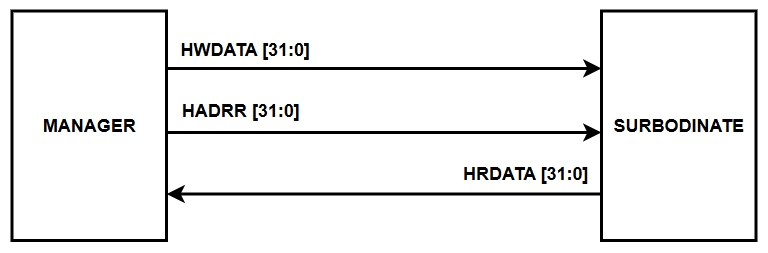 HWDATA [31:0]
HADRR [31:0]
MANAGER
SURBODINATE
HRDATA [31:0]